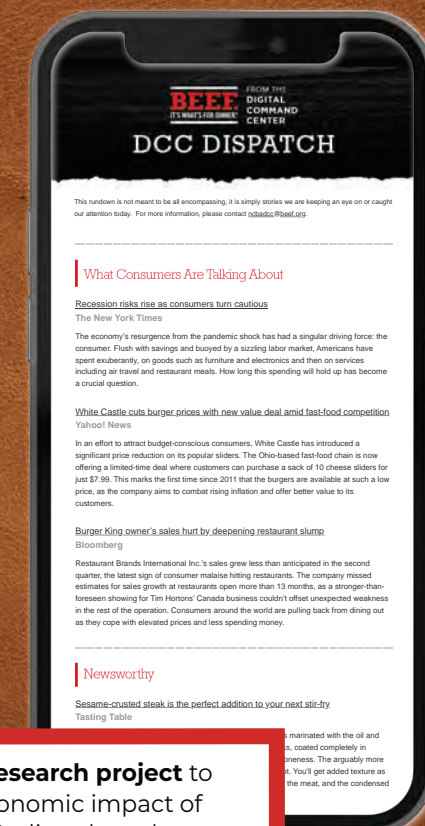 BEEF.
IT'S WHAT'S FOR DINNER.
FROM THE
DIGITAL
COMMAND
CENTER
DCC DISPATCH
This rundown is not meant to be all encompassing, it is simply stories we are keeping an eye on or caught
our attention today. For more information, please contact ncbadcc@beef.org.
What Consumers Are Talking About
Recession risks rise as consumers turn cautious
The New York Times
The economy's resurgence from the pandemic shock has had a singular driving force: the
consumer. Flush with savings and buoyed by a sizzling labor market, Americans have
spent exuberantly, on goods such as furniture and electronics and then on services
including air travel and restaurant meals. How long this spending will hold up has become
a crucial question.
White Castle cuts burger prices with new value deal amid fast-food competition
Yahoo! News
In an effort to attract budget-conscious consumers, White Castle has introduced a
significant price reduction on its popular sliders. The Ohio-based fast-food chain is now
offering a limited-time deal where customers can purchase a sack of 10 cheese sliders for
just $7.99. This marks the first time since 2011 that the burgers are available at such a low
price, as the company aims to combat rising inflation and offer better value to its
customers.
Burger King owner's sales hurt by deepening restaurant slump
Bloomberg
Restaurant Brands International Inc.'s sales grew less than anticipated in the second
quarter, the latest sign of consumer malaise hitting restaurants. The company missed
estimates for sales growth at restaurants open more than 13 months, as a stronger-than-
foreseen showing for Tim Hortons' Canada business couldn't offset unexpected weakness
in the rest of the operation. Consumers around the world are pulling back from dining out
as they cope with elevated prices and less spending money.
Newsworthy
Sesame-crusted steak is the perfect addition to your next stir-fry
Tasting Table
marinated with the oil and
coated completely in
The arguably more
You'll get added texture as
the meat, and the condensed
research project to
impact of